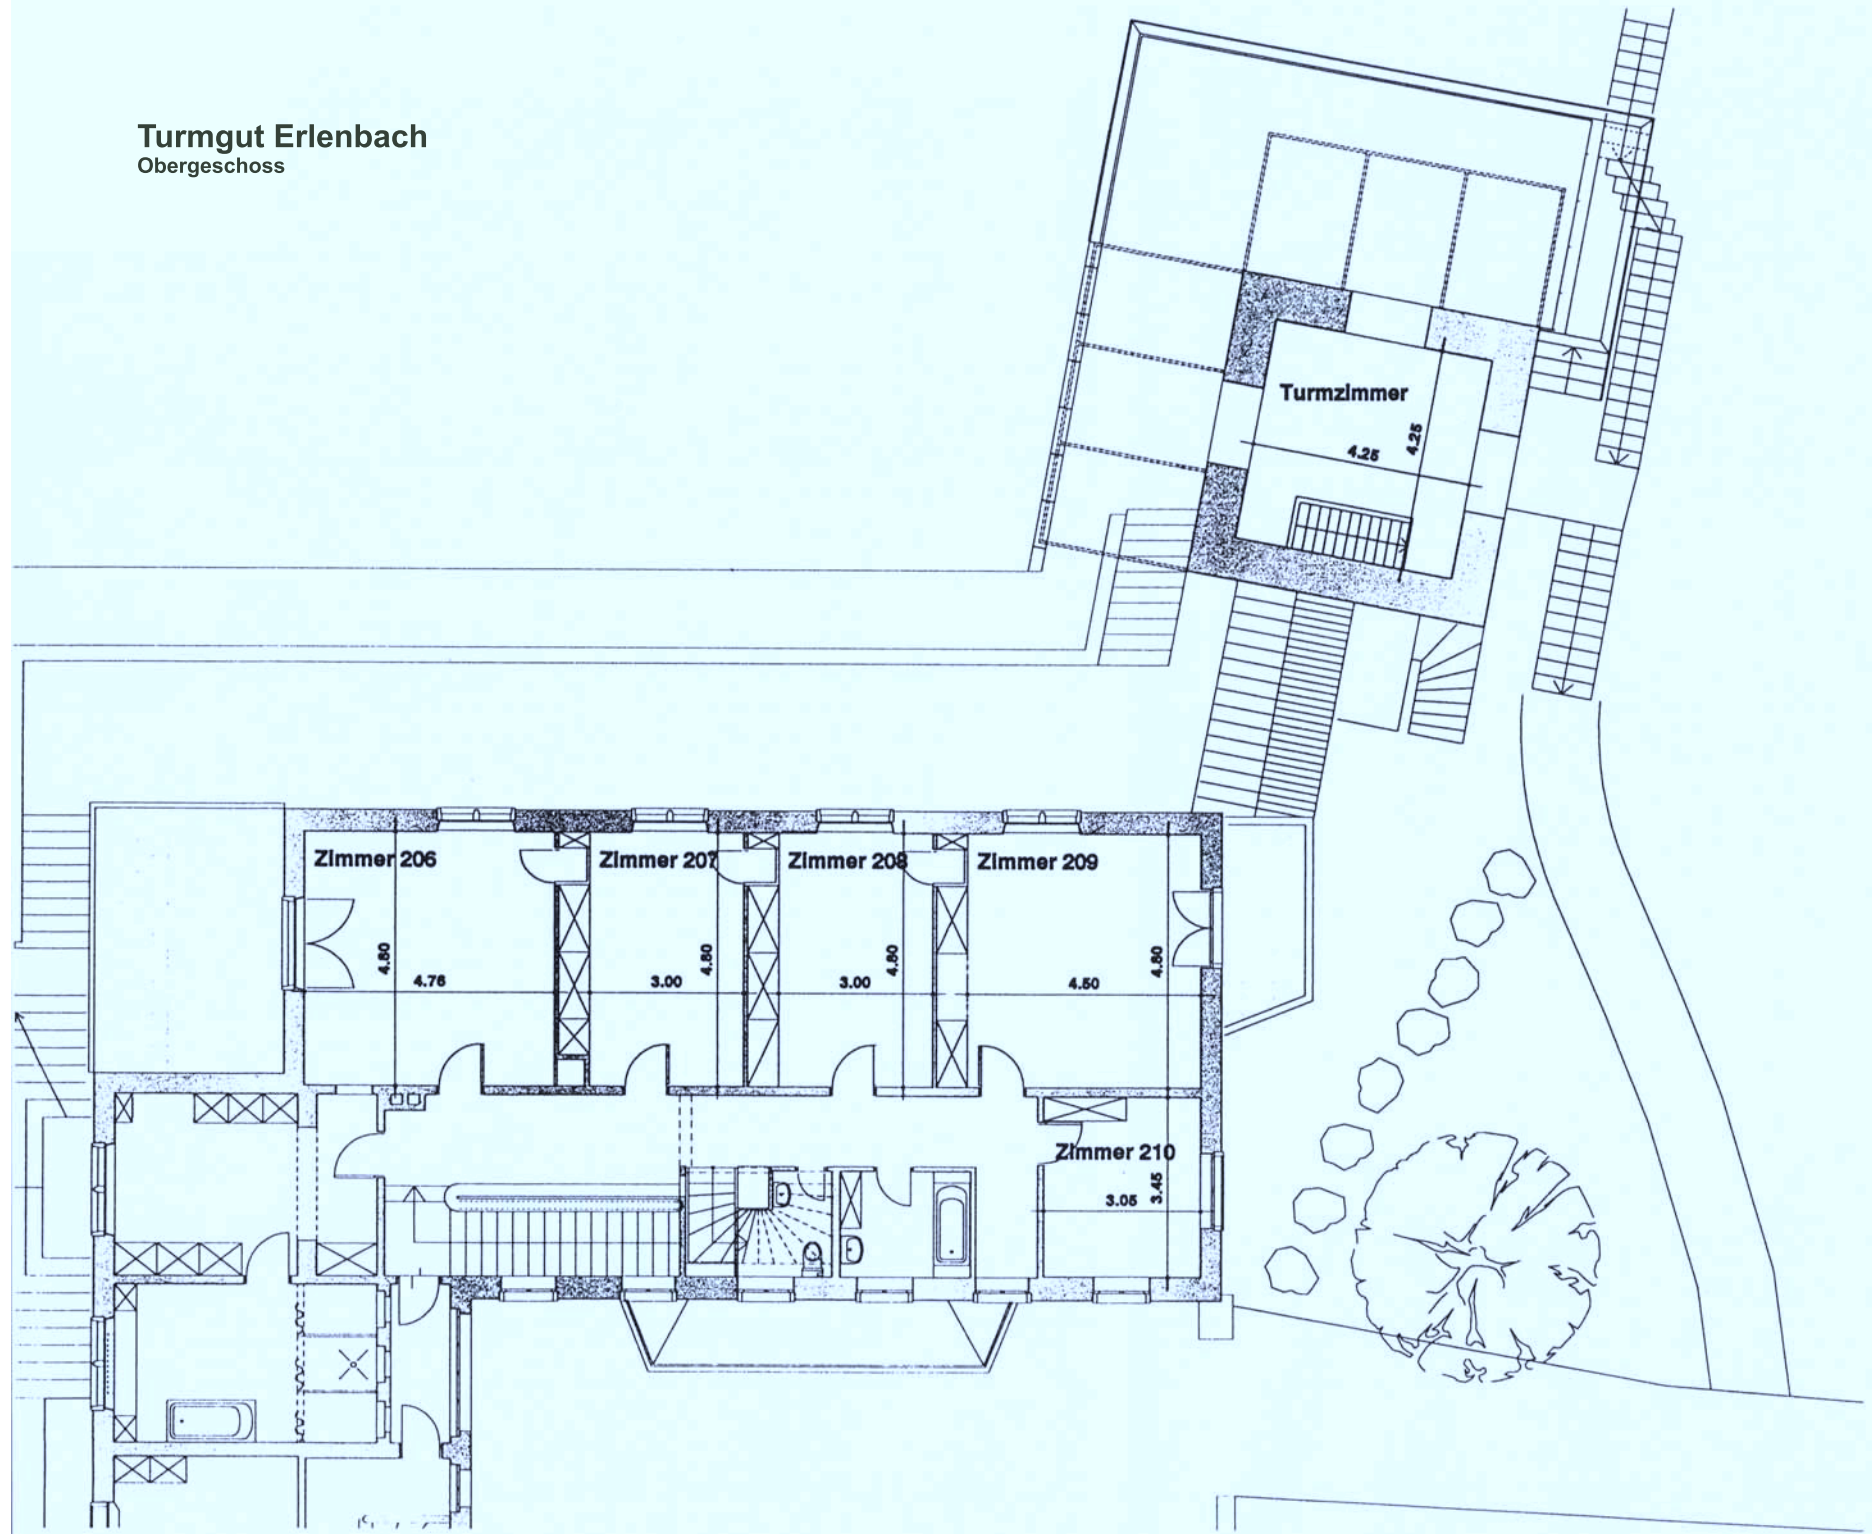 Turmgut Erlenbach
Obergeschoss
Turmzimmer
4.25
4.25
Zimmer 206
Zimmer 207
Zimmer 208
Zimmer 209
4.80
4.76
3.00
4.80
3.00
4.80
4.50
4.80
Zimmer 210
3.05
3.45